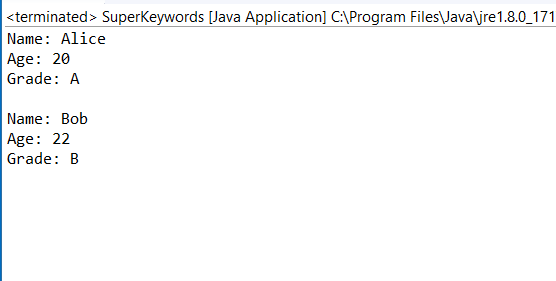 <terminated> SuperKeywords [Java Application] C:\Program Files\Java\jre1.8.0_171
Name: Alice
Age: 20
Grade: A
Name: Bob
Age: 22
Grade: B